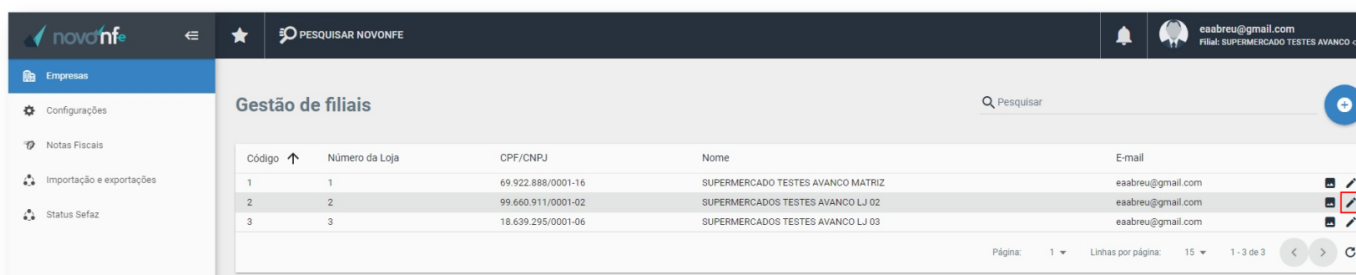 novonfe
PESQUISAR NOVONFE
eaabreu@gmail.com
Filial: SUPERMERCADO TESTES AVANCO <
Empresas
Configurações
Notas Fiscais
Importação e exportações
Status Sefaz
Gestão de filiais
Pesquisar
Código Número da Loja CPF/CNPJ Nome E-mail
1 1 69.922.888/0001-16 SUPERMERCADO TESTES AVANCO MATRIZ eaabreu@gmail.com
2 2 99.660.911/0001-02 SUPERMERCADOS TESTES AVANCO LJ 02 eaabreu@gmail.com
3 3 18.639.295/0001-06 SUPERMERCADOS TESTES AVANCO LJ 03 eaabreu@gmail.com
Página: 1 Linhas por página: 15 1 - 3 de 3